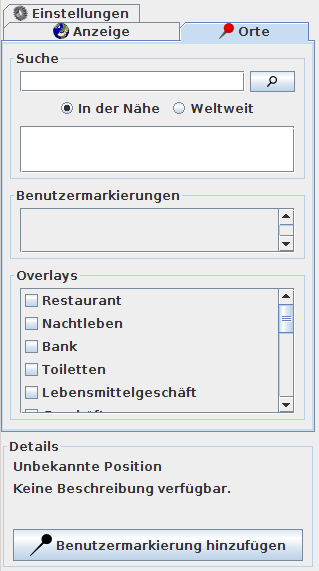 Einstellungen
Anzeige
Orte
Suche
In der Nähe
Weltweit
Benutzermarkierungen
Overlays
Restaurant
Nachtleben
Bank
Toiletten
Lebensmittelgeschäft
Details
Unbekannte Position
Keine Beschreibung verfügbar.
Benutzermarkierung hinzufügen